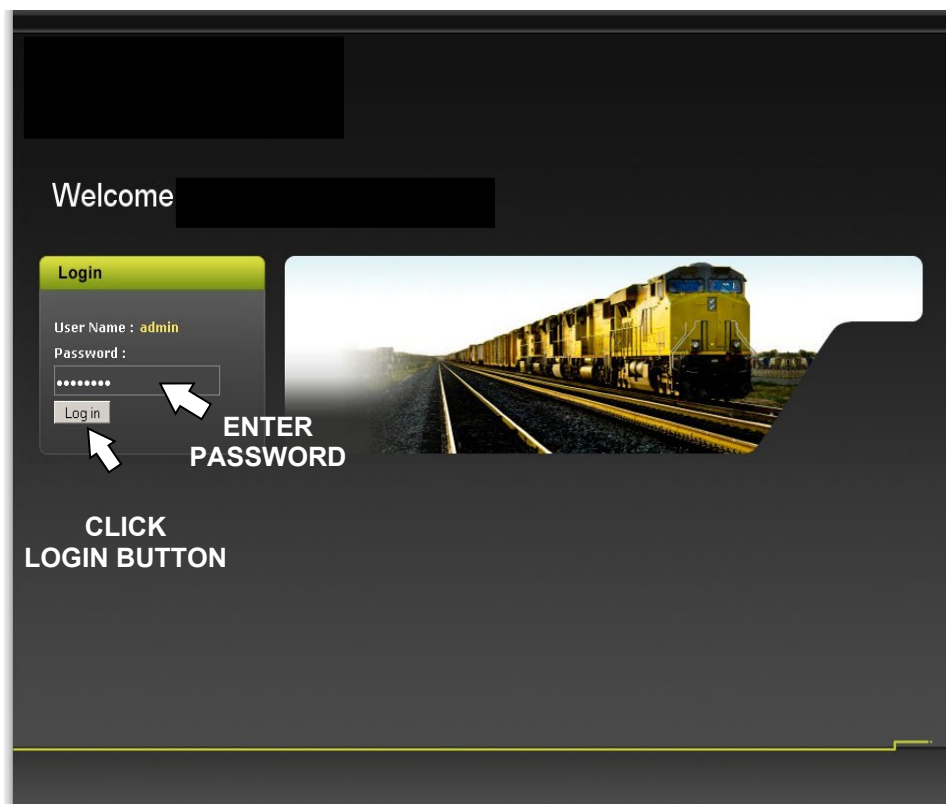 Welcome
Login
User Name : admin
Password :
••••••••
Log in
ENTER
PASSWORD
CLICK
LOGIN BUTTON